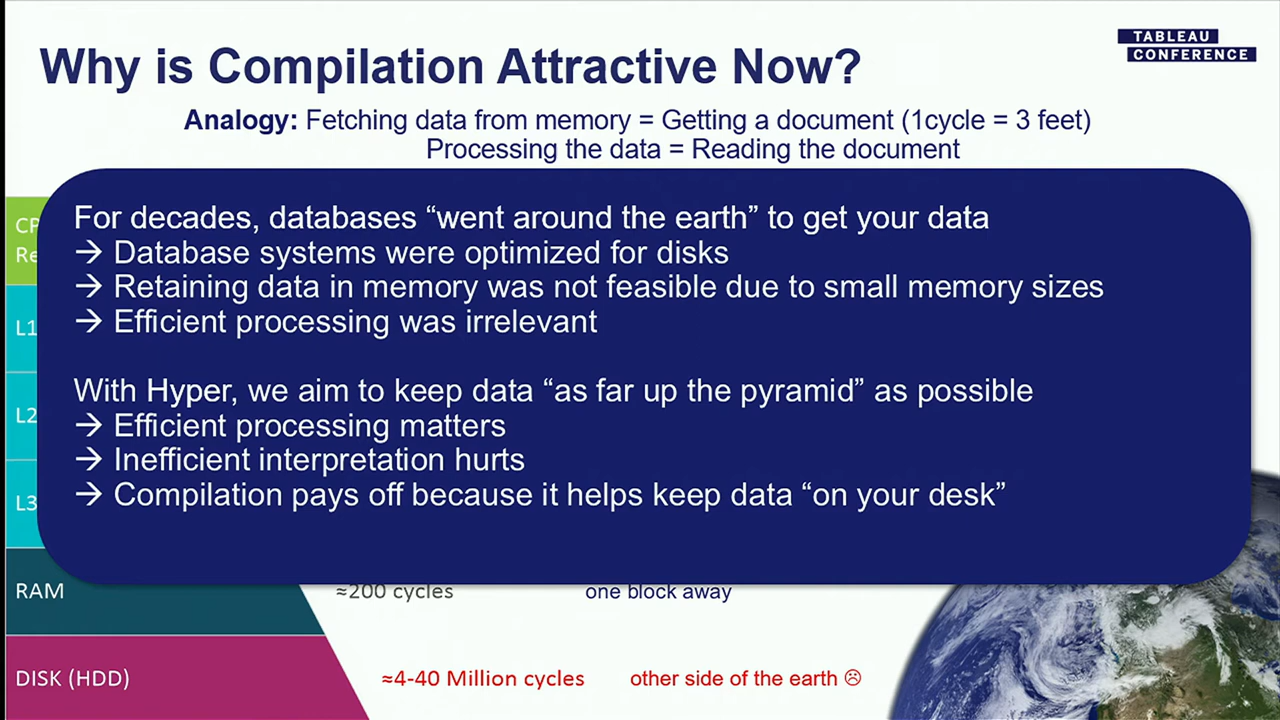 Why is Compilation Attractive Now?
TABLEAU
CONFERENCE
Analogy: Fetching data from memory = Getting a document (1cycle = 3 feet)
Processing the data = Reading the document
For decades, databases “went around the earth” to get your data
→ Database systems were optimized for disks
→ Retaining data in memory was not feasible due to small memory sizes
→ Efficient processing was irrelevant
With Hyper, we aim to keep data “as far up the pyramid” as possible
→ Efficient processing matters
→ Inefficient interpretation hurts
→ Compilation pays off because it helps keep data “on your desk”
CP
Re
L1
L2
L3
RAM ≈200 cycles one block away
DISK (HDD) ≈4-40 Million cycles other side of the earth ☹